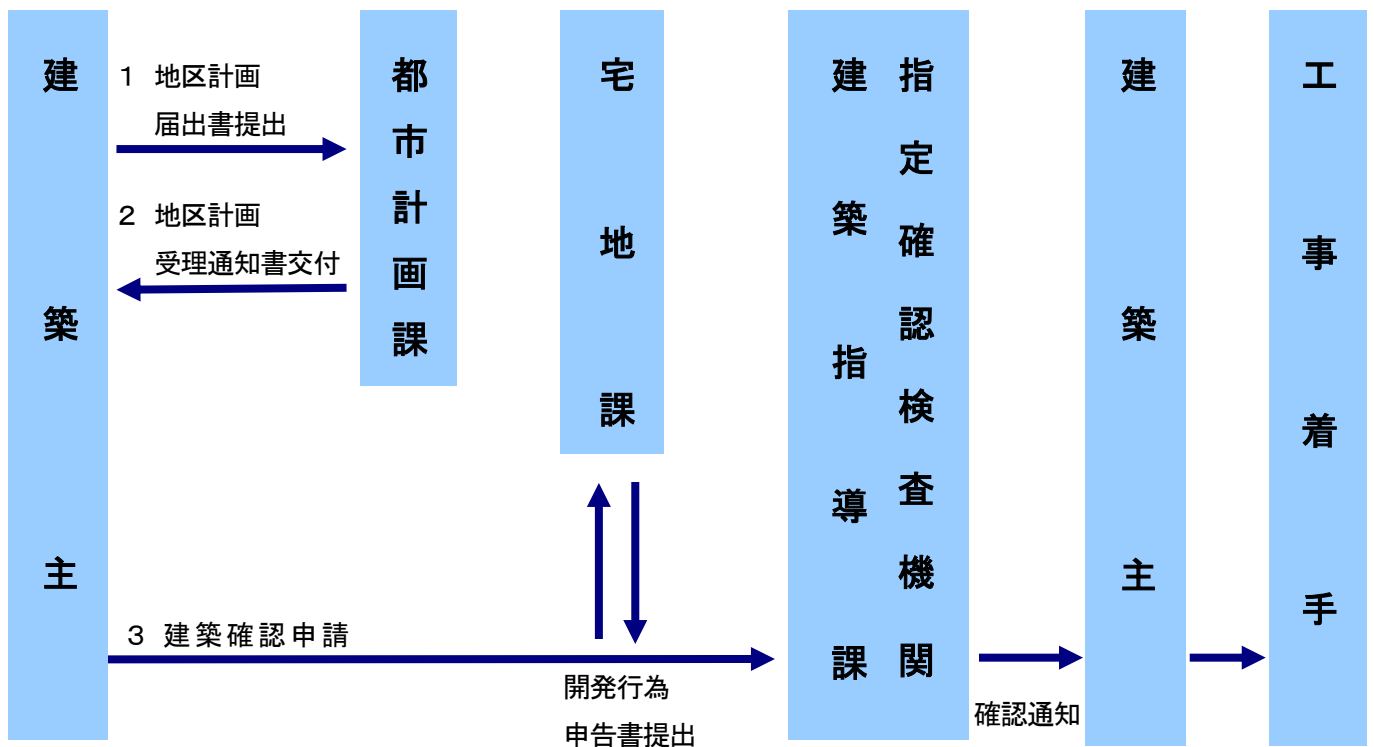 建築主
１ 地区計画
届出書提出
２ 地区計画
受理通知書交付
都市計画課
宅地課
３ 建築確認申請
開発行為
申告書提出
指定確認検査機関
建築指導課
確認通知
建築主
工事着手